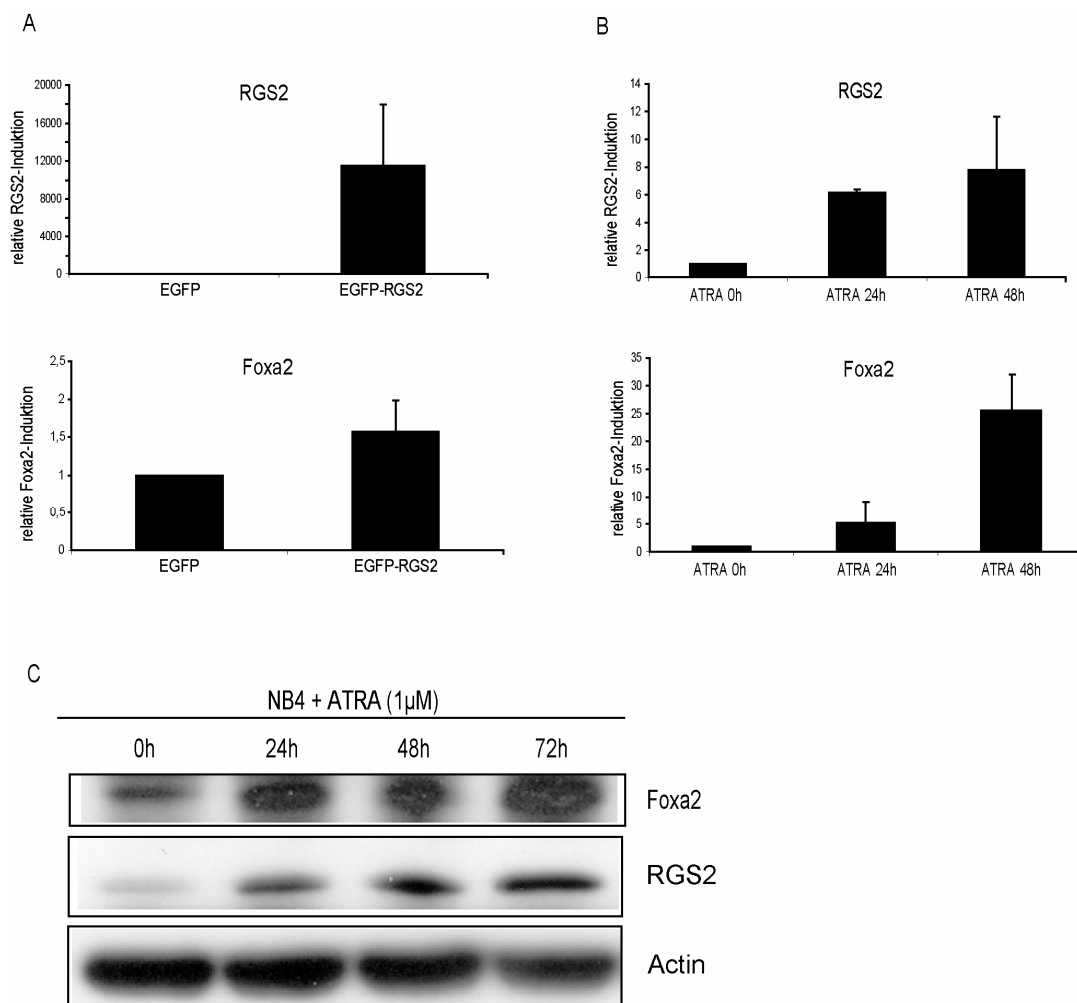 A
RGS2
relative RGS2-Induktion
20000
16000
12000
8000
4000
0
EGFP
EGFP-RGS2
Foxa2
relative Foxa2-Induktion
2,5
2
1,5
1
0,5
0
EGFP
EGFP-RGS2
B
RGS2
relative RGS2-Induktion
14
12
10
8
6
4
2
0
ATRA 0h
ATRA 24h
ATRA 48h
Foxa2
relative Foxa2-Induktion
35
30
25
20
15
10
5
0
ATRA 0h
ATRA 24h
ATRA 48h
C
NB4 + ATRA (1µM)
0h 24h 48h 72h
Foxa2
RGS2
Actin